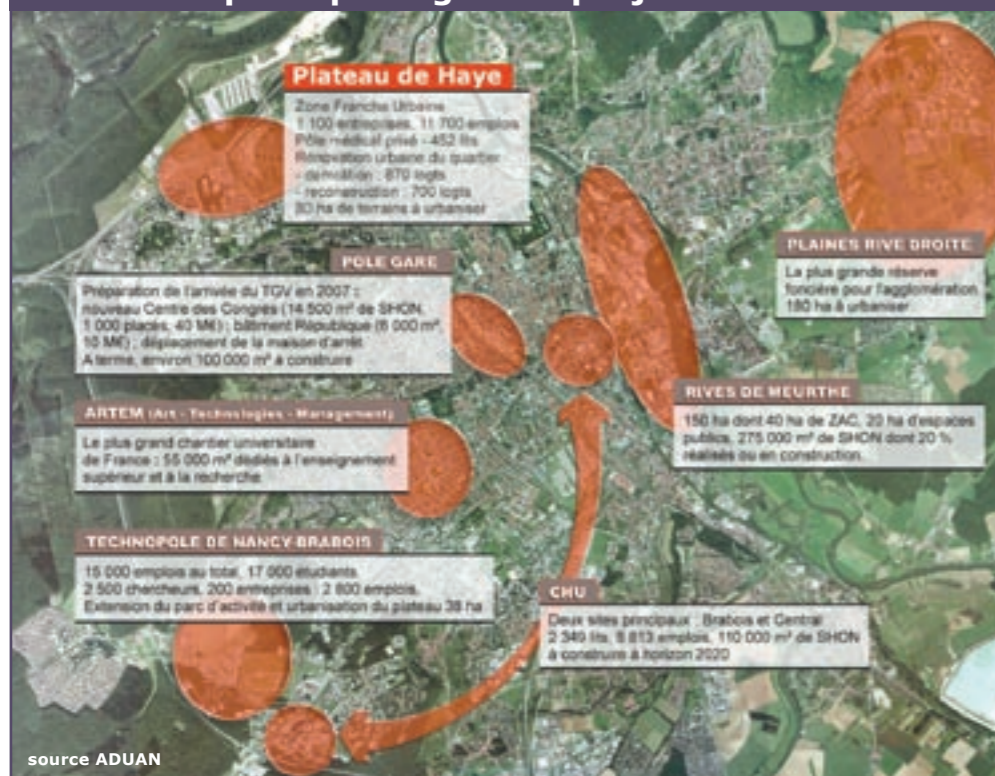 Plateau de Haye
Zone Franche Urbaine
1 100 entreprises, 11 700 emplois
Pôle médical privé - 452 lits
Rénovation urbaine du quartier
- démolition : 870 logts
- reconstruction : 700 logts
80 ha de terrains à urbaniser
POLE GARE
Préparation de l'arrivée du TGV en 2007 :
nouveau Centre des Congrès (14 500 m² de SHON,
1 000 places, 40 M€) ; bâtiment République (6 000 m²,
10 M€) ; déplacement de la maison d'arrêt
A terme, environ 100 000 m² à construire
PLAINES RIVE DROITE
La plus grande réserve
foncière pour l'agglomération
180 ha à urbaniser
RIVES DE MEURTHE
150 ha dont 40 ha de ZAC, 20 ha d'espaces
publics, 275 000 m² de SHON dont 20 %
réalisés ou en construction.
ARTEM (Art - Technologies - Management)
Le plus grand chantier universitaire
de France : 55 000 m² dédiés à l'enseignement
supérieur et à la recherche
TECHNOPOLE DE NANCY-BRABOIS
15 000 emplois au total, 17 000 étudiants
2 500 chercheurs, 200 entreprises : 2 800 emplois.
Extension du parc d'activité et urbanisation du plateau 38 ha
CHU
Deux sites principaux : Brabois et Central
2 349 lits, 8 813 emplois, 110 000 m² de SHON
à construire à horizon 2020
source ADUAN